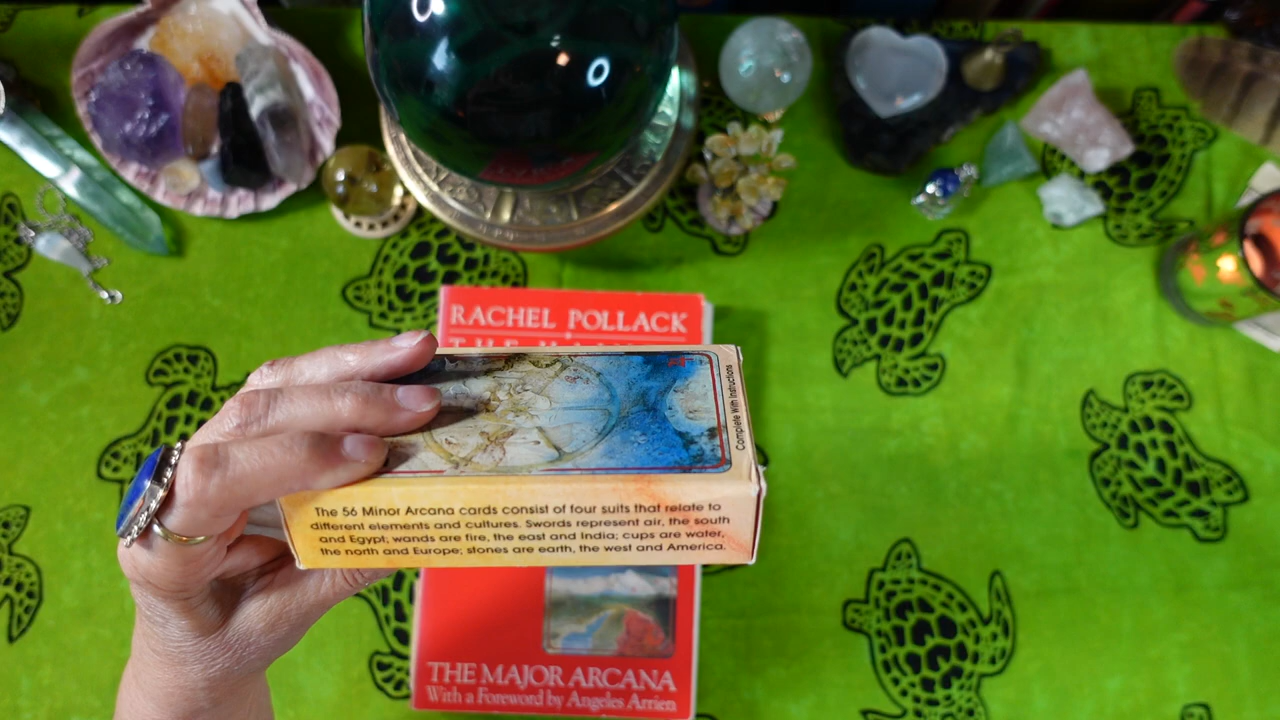 RACHEL POLLACK
Complete With Instructions
The 56 Minor Arcana cards consist of four suits that relate to
different elements and cultures. Swords represent air, the south
and Egypt; wands are fire, the east and India; cups are water,
the north and Europe; stones are earth, the west and America.
THE MAJOR ARCANA
With a Foreword by Angeles Arrien